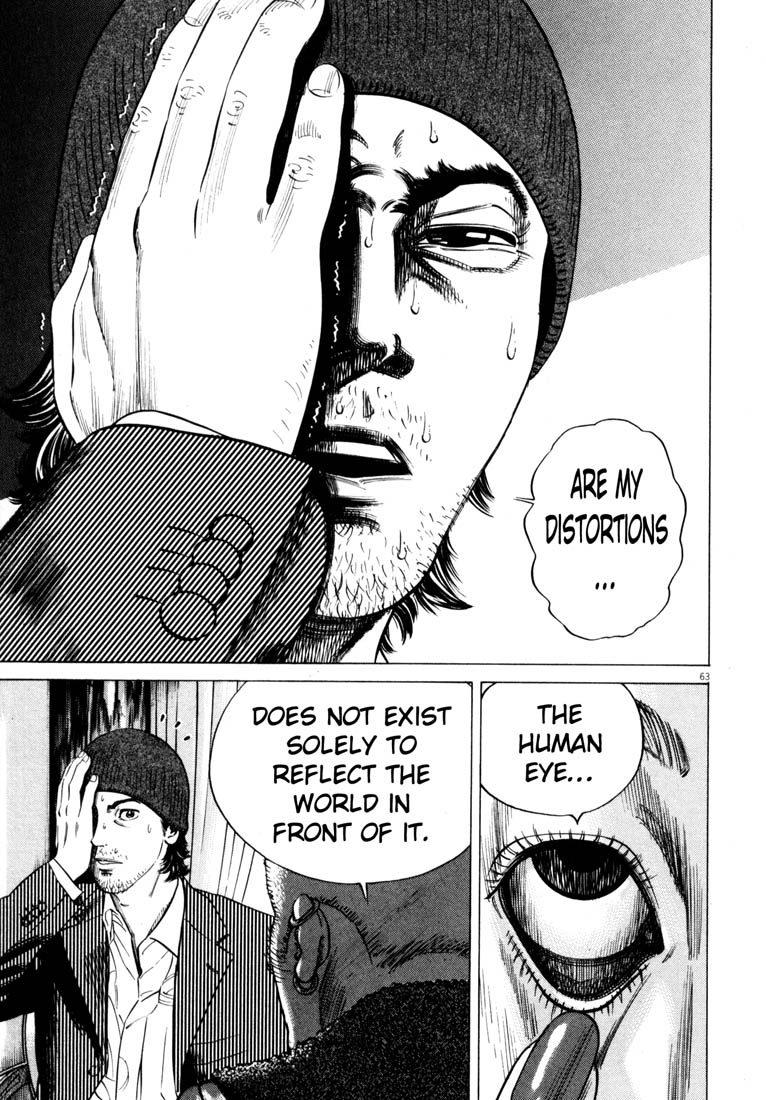 ARE MY
DISTORTIONS
...
63
THE
HUMAN
EYE...
DOES NOT EXIST
SOLELY TO
REFLECT THE
WORLD IN
FRONT OF IT.